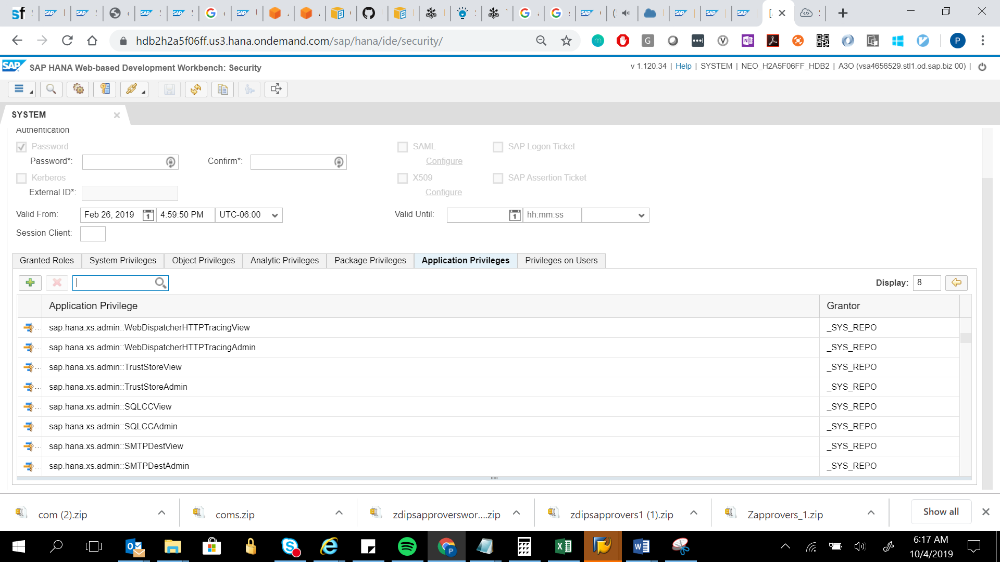 hdb2h2a5f06ff.us3.hana.ondemand.com/sap/hana/ide/security/
SAP SAP HANA Web-based Development Workbench: Security
v 1.120.34 | Help | SYSTEM | NEO_H2A5F06FF_HDB2 | A3O (vsa4656529.stl1.od.sap.biz 00) |
SYSTEM
Authentication
Password SAML SAP Logon Ticket
Password*: Confirm*: Configure
Kerberos X509 SAP Assertion Ticket
External ID*: Configure
Valid From: Feb 26, 2019 4:59:50 PM UTC-06:00 Valid Until: hh:mm:ss
Session Client:
Granted Roles System Privileges Object Privileges Analytic Privileges Package Privileges Application Privileges Privileges on Users
Display: 8
Application Privilege Grantor
sap.hana.xs.admin::WebDispatcherHTTPTracingView _SYS_REPO
sap.hana.xs.admin::WebDispatcherHTTPTracingAdmin _SYS_REPO
sap.hana.xs.admin::TrustStoreView _SYS_REPO
sap.hana.xs.admin::TrustStoreAdmin _SYS_REPO
sap.hana.xs.admin::SQLCCView _SYS_REPO
sap.hana.xs.admin::SQLCCAdmin _SYS_REPO
sap.hana.xs.admin::SMTPDestView _SYS_REPO
sap.hana.xs.admin::SMTPDestAdmin _SYS_REPO
com (2).zip coms.zip zdipsapproverswor....zip zdipsapprovers1 (1).zip Zapprovers_1.zip Show all
6:17 AM
10/4/2019